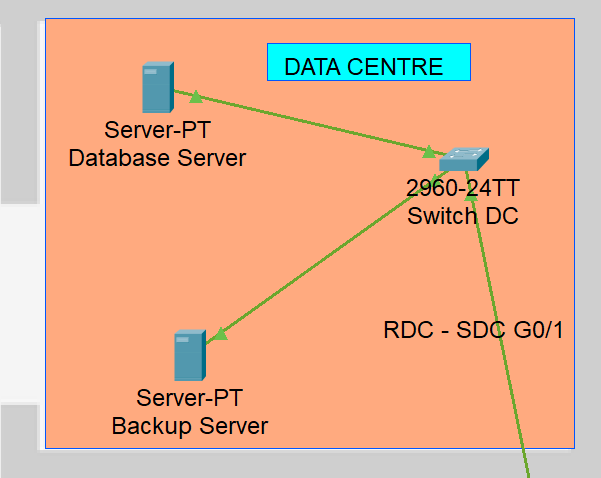 DATA CENTRE
Server-PT
Database Server
2960-24TT
Switch DC
RDC - SDC G0/1
Server-PT
Backup Server